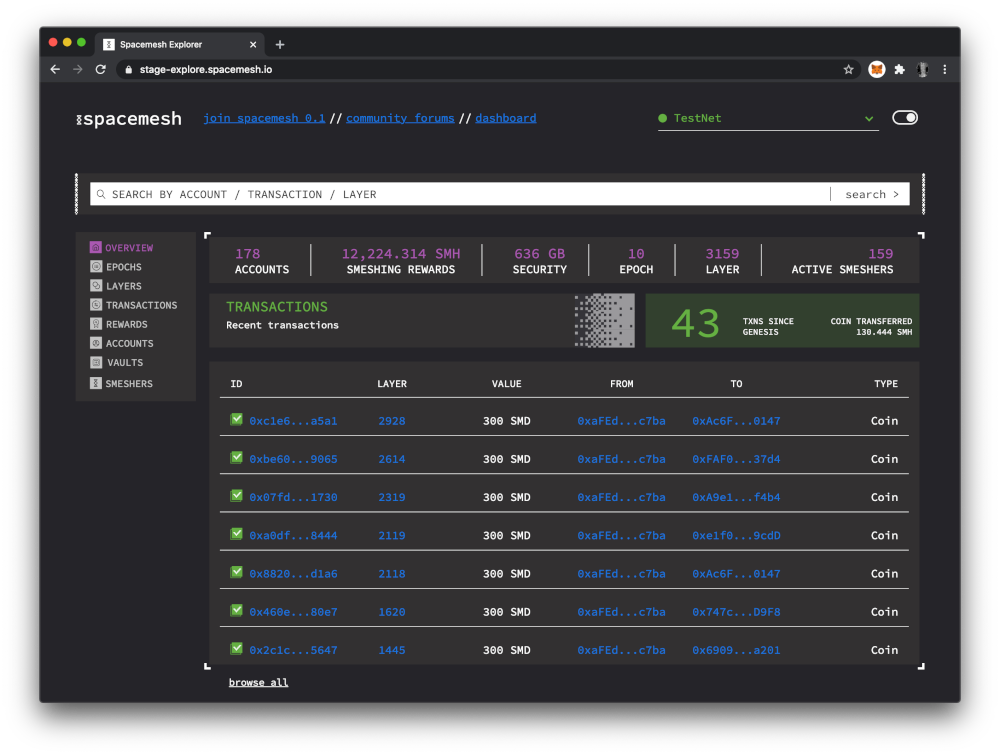 Spacemesh Explorer
stage-explore.spacemesh.io
spacemesh join spacemesh 0.1 // community forums // dashboard TestNet
SEARCH BY ACCOUNT / TRANSACTION / LAYER search >
OVERVIEW
EPOCHS
LAYERS
TRANSACTIONS
REWARDS
ACCOUNTS
VAULTS
SMESHERS
178 12,224.314 SMH 636 GB 10 3159 159
ACCOUNTS SMESHING REWARDS SECURITY EPOCH LAYER ACTIVE SMESHERS
TRANSACTIONS
Recent transactions
43 TXNS SINCE GENESIS
COIN TRANSFERRED
130.444 SMH
ID LAYER VALUE FROM TO TYPE
0xc1e6...a5a1 2928 300 SMD 0xaFEd...c7ba 0xAc6F...0147 Coin
0xbe60...9065 2614 300 SMD 0xaFEd...c7ba 0xFAF0...37d4 Coin
0x07fd...1730 2319 300 SMD 0xaFEd...c7ba 0xA9e1...f4b4 Coin
0xa0df...8444 2119 300 SMD 0xaFEd...c7ba 0xe1f0...9cdD Coin
0x8820...d1a6 2118 300 SMD 0xaFEd...c7ba 0xAc6F...0147 Coin
0x460e...80e7 1620 300 SMD 0xaFEd...c7ba 0x747c...D9F8 Coin
0x2c1c...5647 1445 300 SMD 0xaFEd...c7ba 0x6909...a201 Coin
browse all